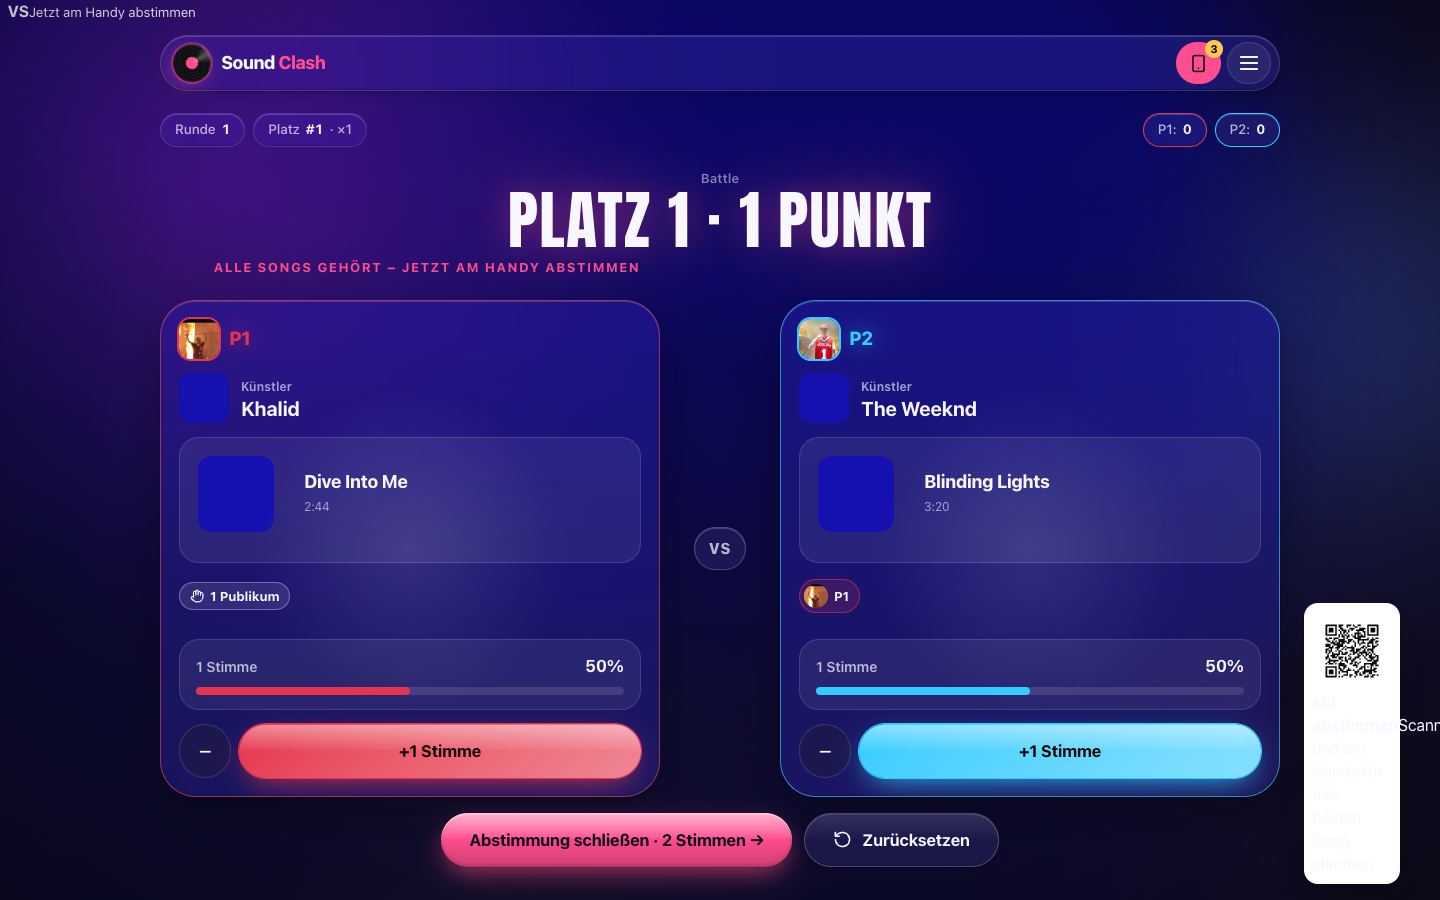 VSJetzt am Handy abstimmen
Sound Clash
3
Runde 1
Platz #1 · ×1
P1: 0
P2: 0
Battle
PLATZ 1 · 1 PUNKT
ALLE SONGS GEHÖRT – JETZT AM HANDY ABSTIMMEN
P1
Künstler
Khalid
Dive Into Me
2:44
1 Publikum
1 Stimme 50%
– +1 Stimme
VS
P2
Künstler
The Weeknd
Blinding Lights
3:20
P1
1 Stimme 50%
– +1 Stimme
Abstimmung schließen · 2 Stimmen →
Zurücksetzen
Mit
abstimmenScann
und am
Handy für
den
besten
Song
stimmen